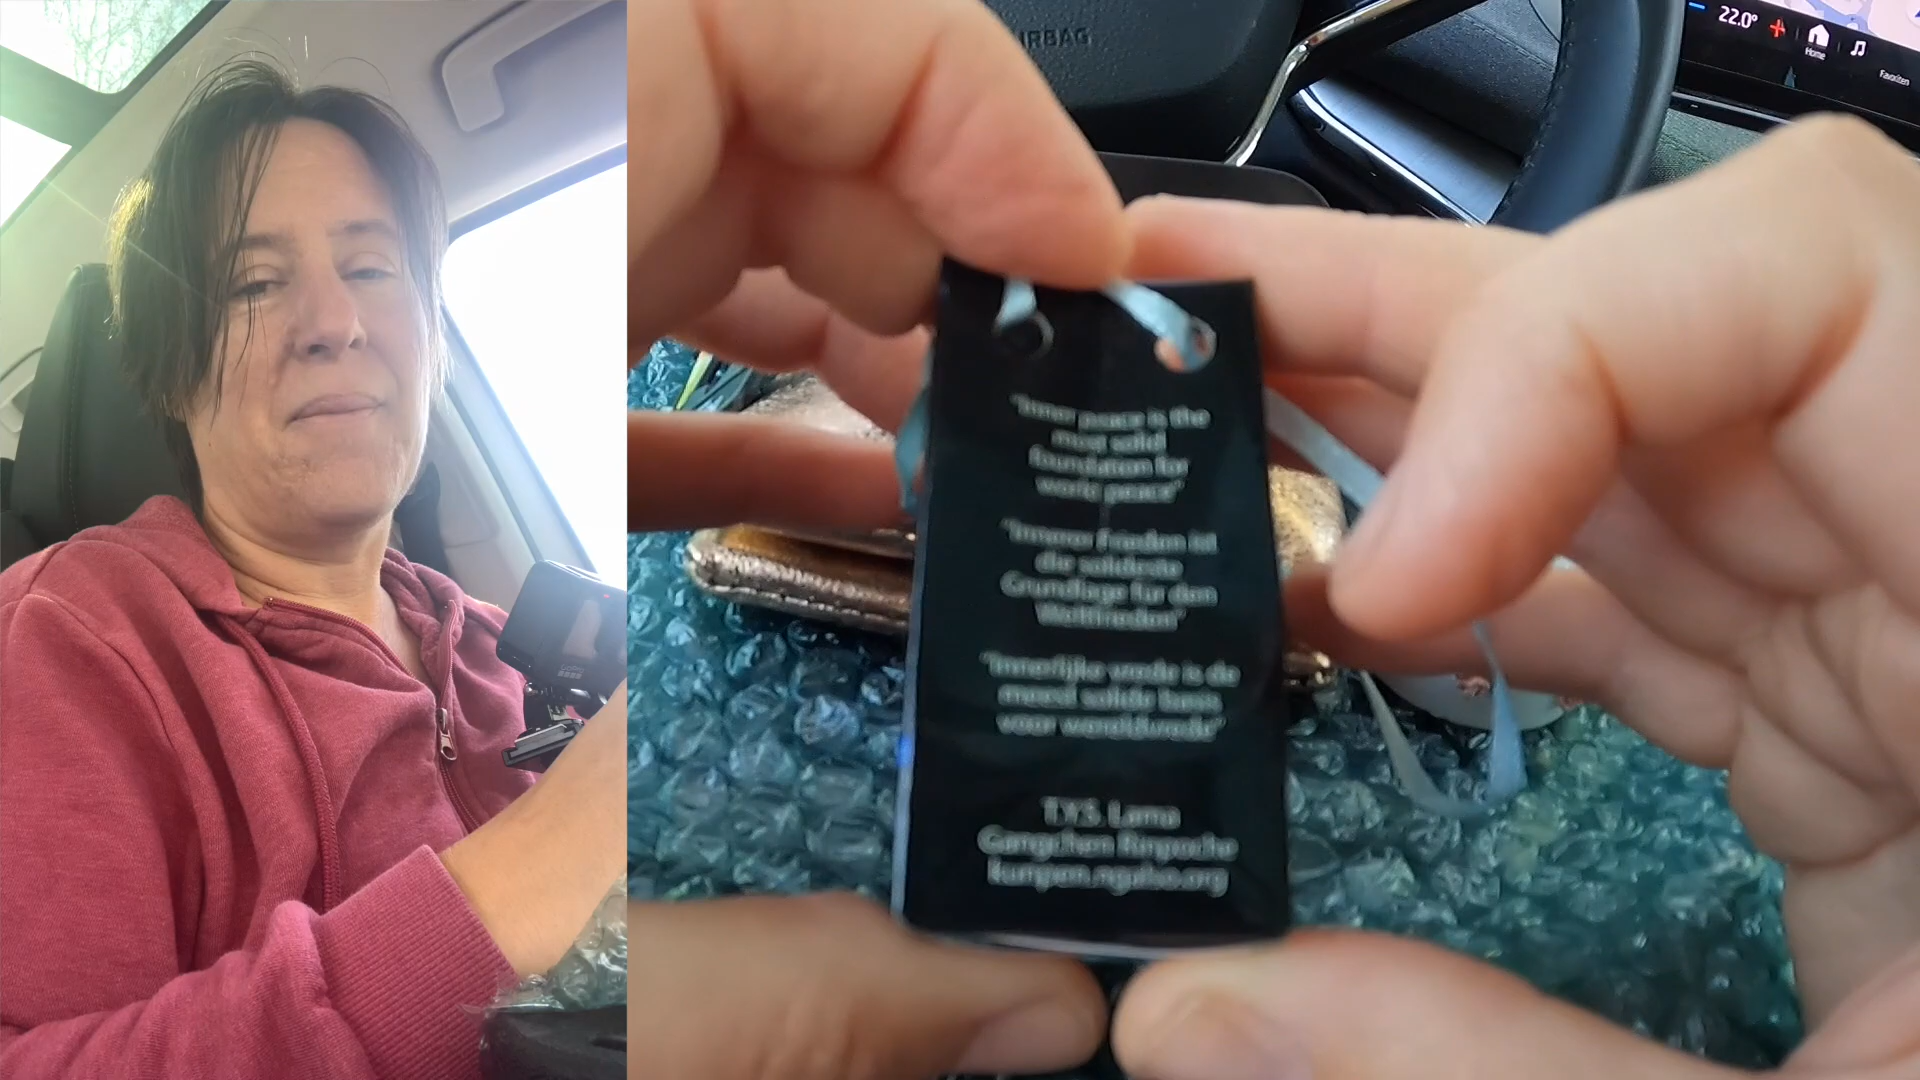 AIRBAG
22.0°
Home
Favoriten
GoPro
"Inner peace is the
most solid
foundation for
world peace"
"Innerer Frieden ist
die solideste
Grundlage für den
Weltfrieden"
"Innerlijke vrede is de
meest solide basis
voor wereldvrede"
T.Y.S. Lama
Gangchen Rinpoche
kunpen.ngalso.org